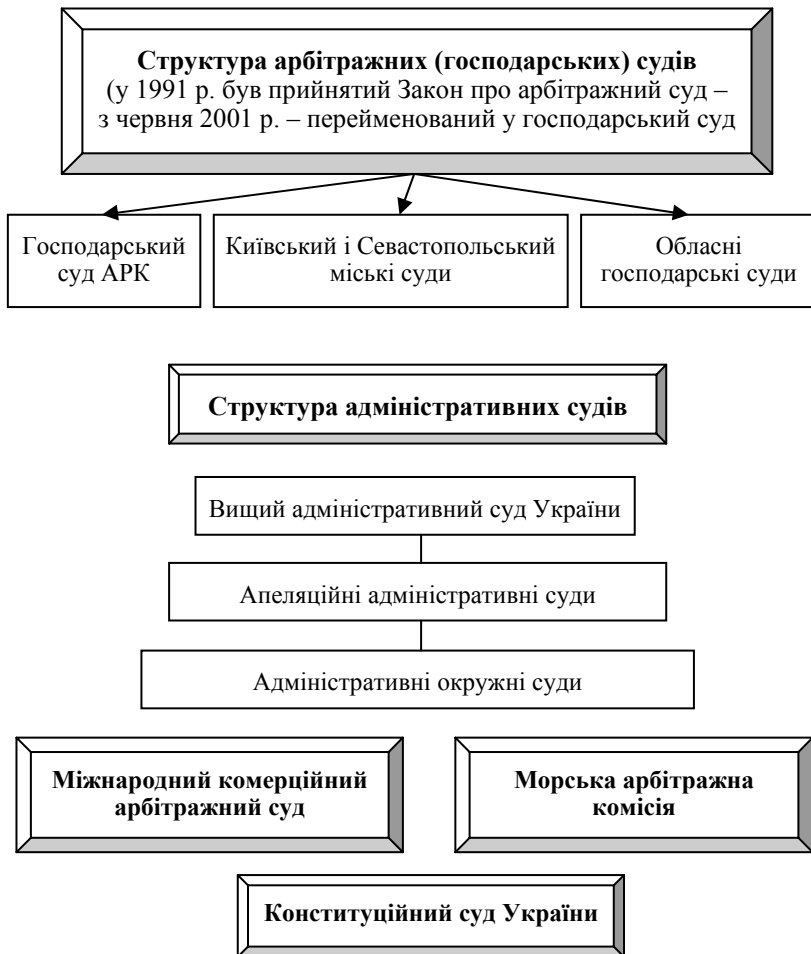 Структура арбітражних (господарських) судів
(у 1991 р. був прийнятий Закон про арбітражний суд –
з червня 2001 р. – перейменований у господарський суд
Господарський
суд АРК
Київський і Севастопольський
міські суди
Обласні
господарські суди
Структура адміністративних судів
Вищий адміністративний суд України
Апеляційні адміністративні суди
Адміністративні окружні суди
Міжнародний комерційний
арбітражний суд
Морська арбітражна
комісія
Конституційний суд України